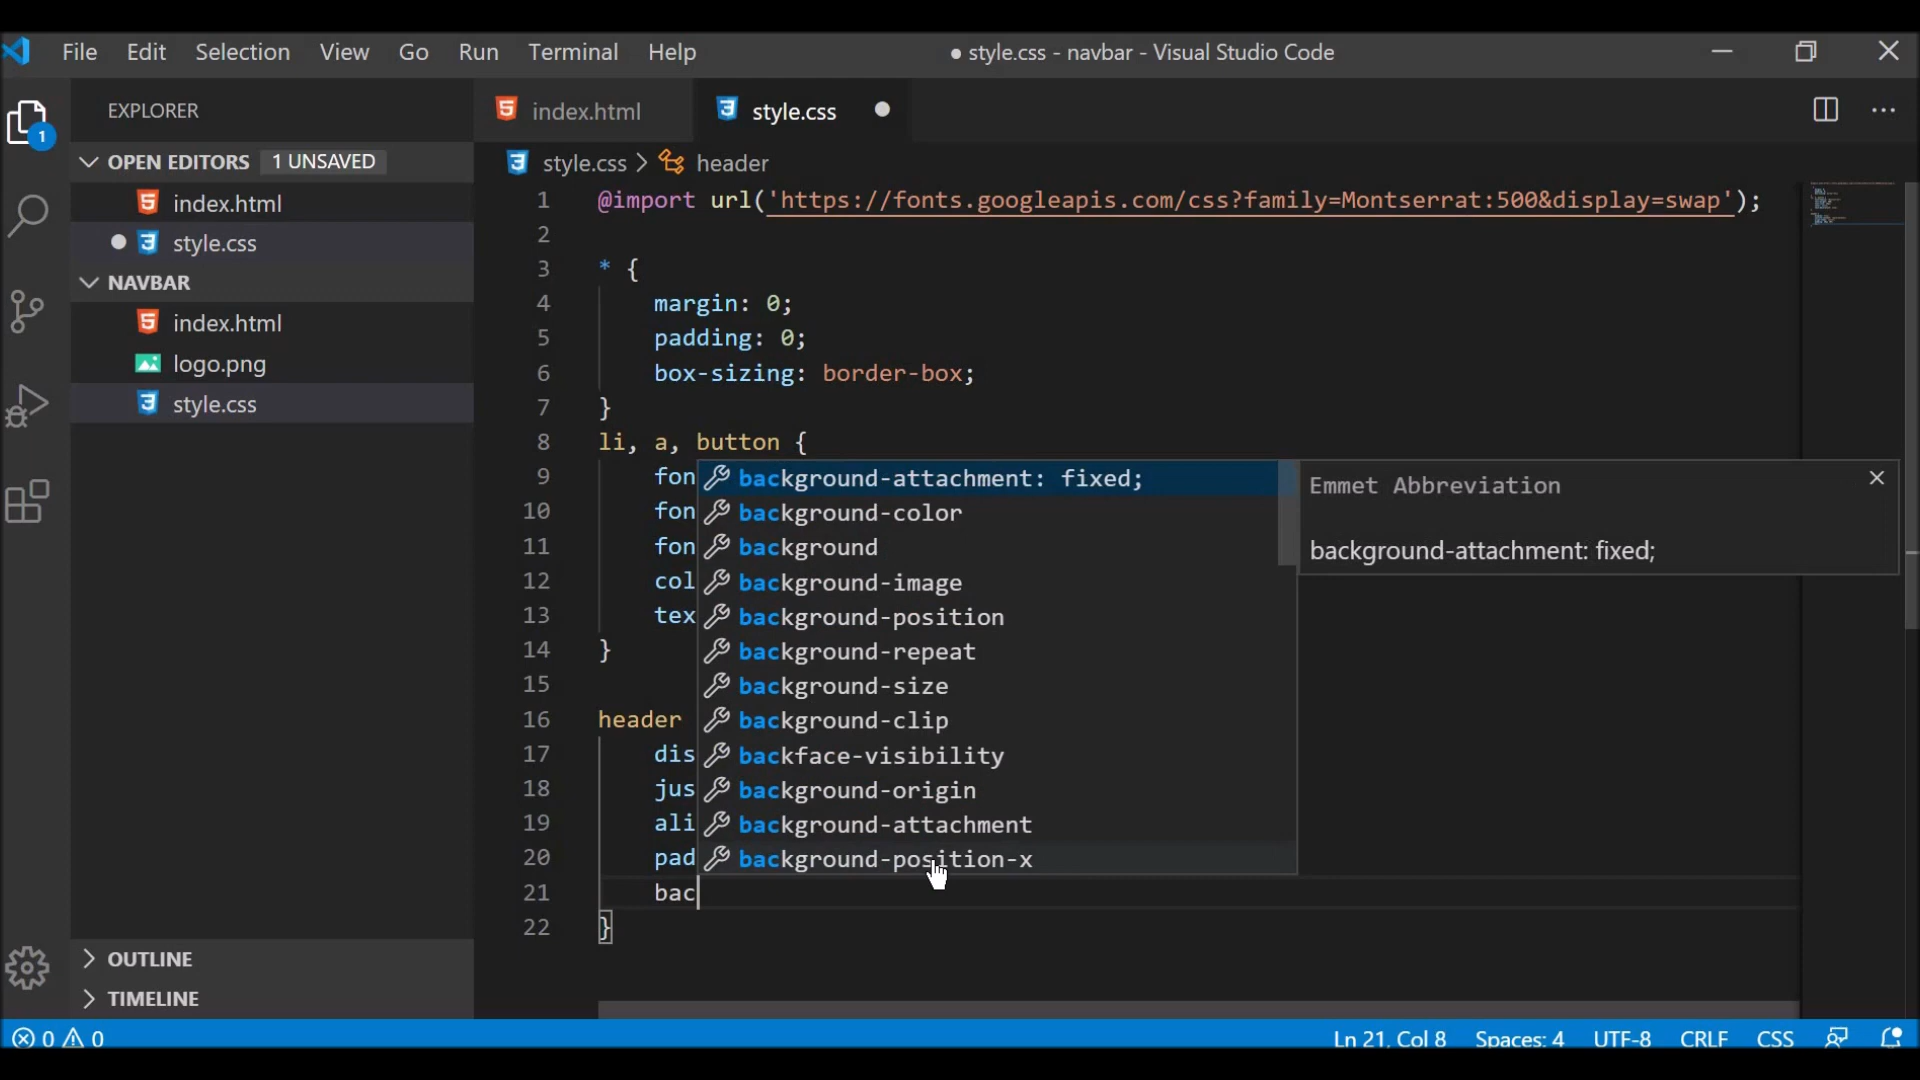 File Edit Selection View Go Run Terminal Help
● style.css - navbar - Visual Studio Code
EXPLORER
index.html
style.css
1
OPEN EDITORS 1 UNSAVED
index.html
style.css
NAVBAR
index.html
logo.png
style.css
OUTLINE
TIMELINE
style.css > header
1 @import url('https://fonts.googleapis.com/css?family=Montserrat:500&display=swap');
2
3 * {
4 margin: 0;
5 padding: 0;
6 box-sizing: border-box;
7 }
8 li, a, button {
9 fon
10 fon
11 fon
12 col
13 tex
14 }
15
16 header
17 dis
18 jus
19 ali
20 pad
21 bac
22 }
background-attachment: fixed;
background-color
background
background-image
background-position
background-repeat
background-size
background-clip
backface-visibility
background-origin
background-attachment
background-position-x
Emmet Abbreviation
background-attachment: fixed;
0 0
Ln 21, Col 8 Spaces: 4 UTF-8 CRLF CSS